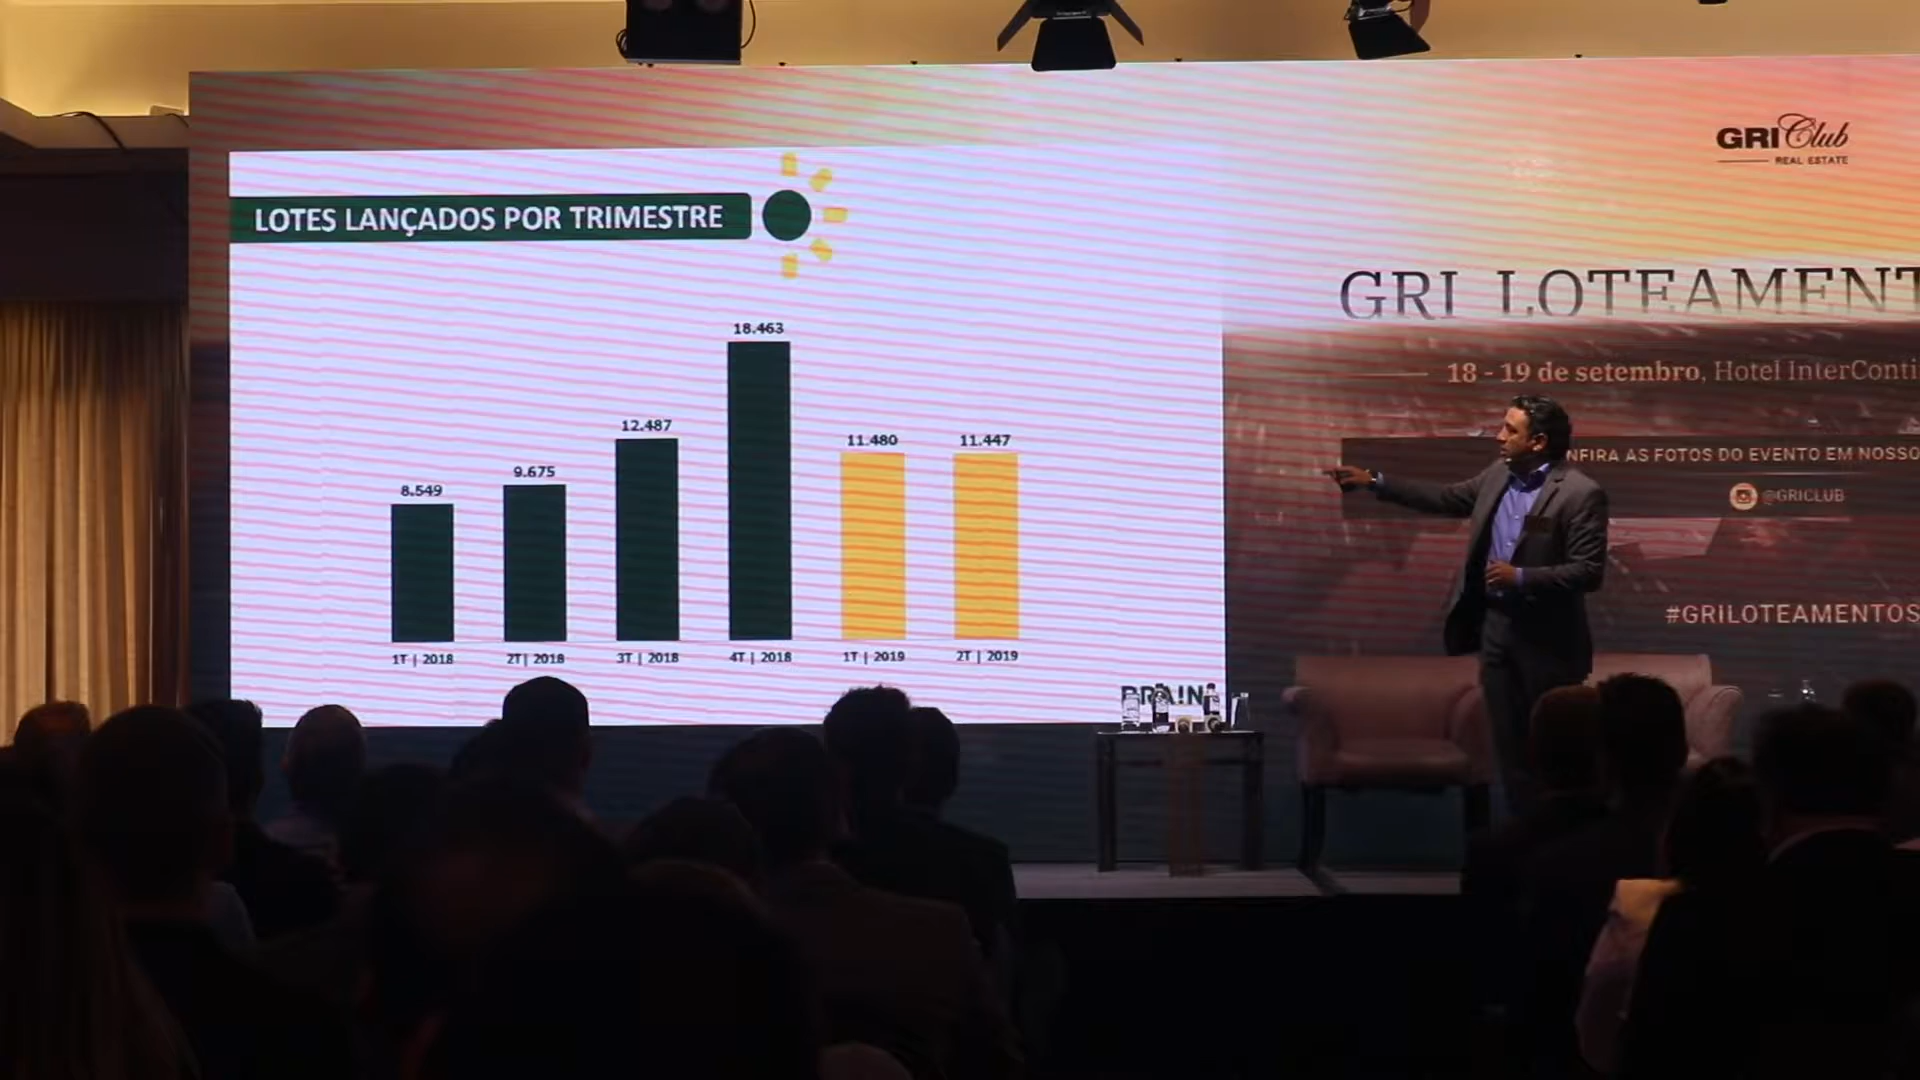 GRI Club
REAL ESTATE
LOTES LANÇADOS POR TRIMESTRE
GRI LOTEAMENT
18 - 19 de setembro, Hotel InterConti
NFIRA AS FOTOS DO EVENTO EM NOSSO
@GRICLUB
#GRILOTEAMENTOS
8.549
9.675
12.487
18.463
11.480
11.447
1T | 2018
2T | 2018
3T | 2018
4T | 2018
1T | 2019
2T | 2019
BRA!N